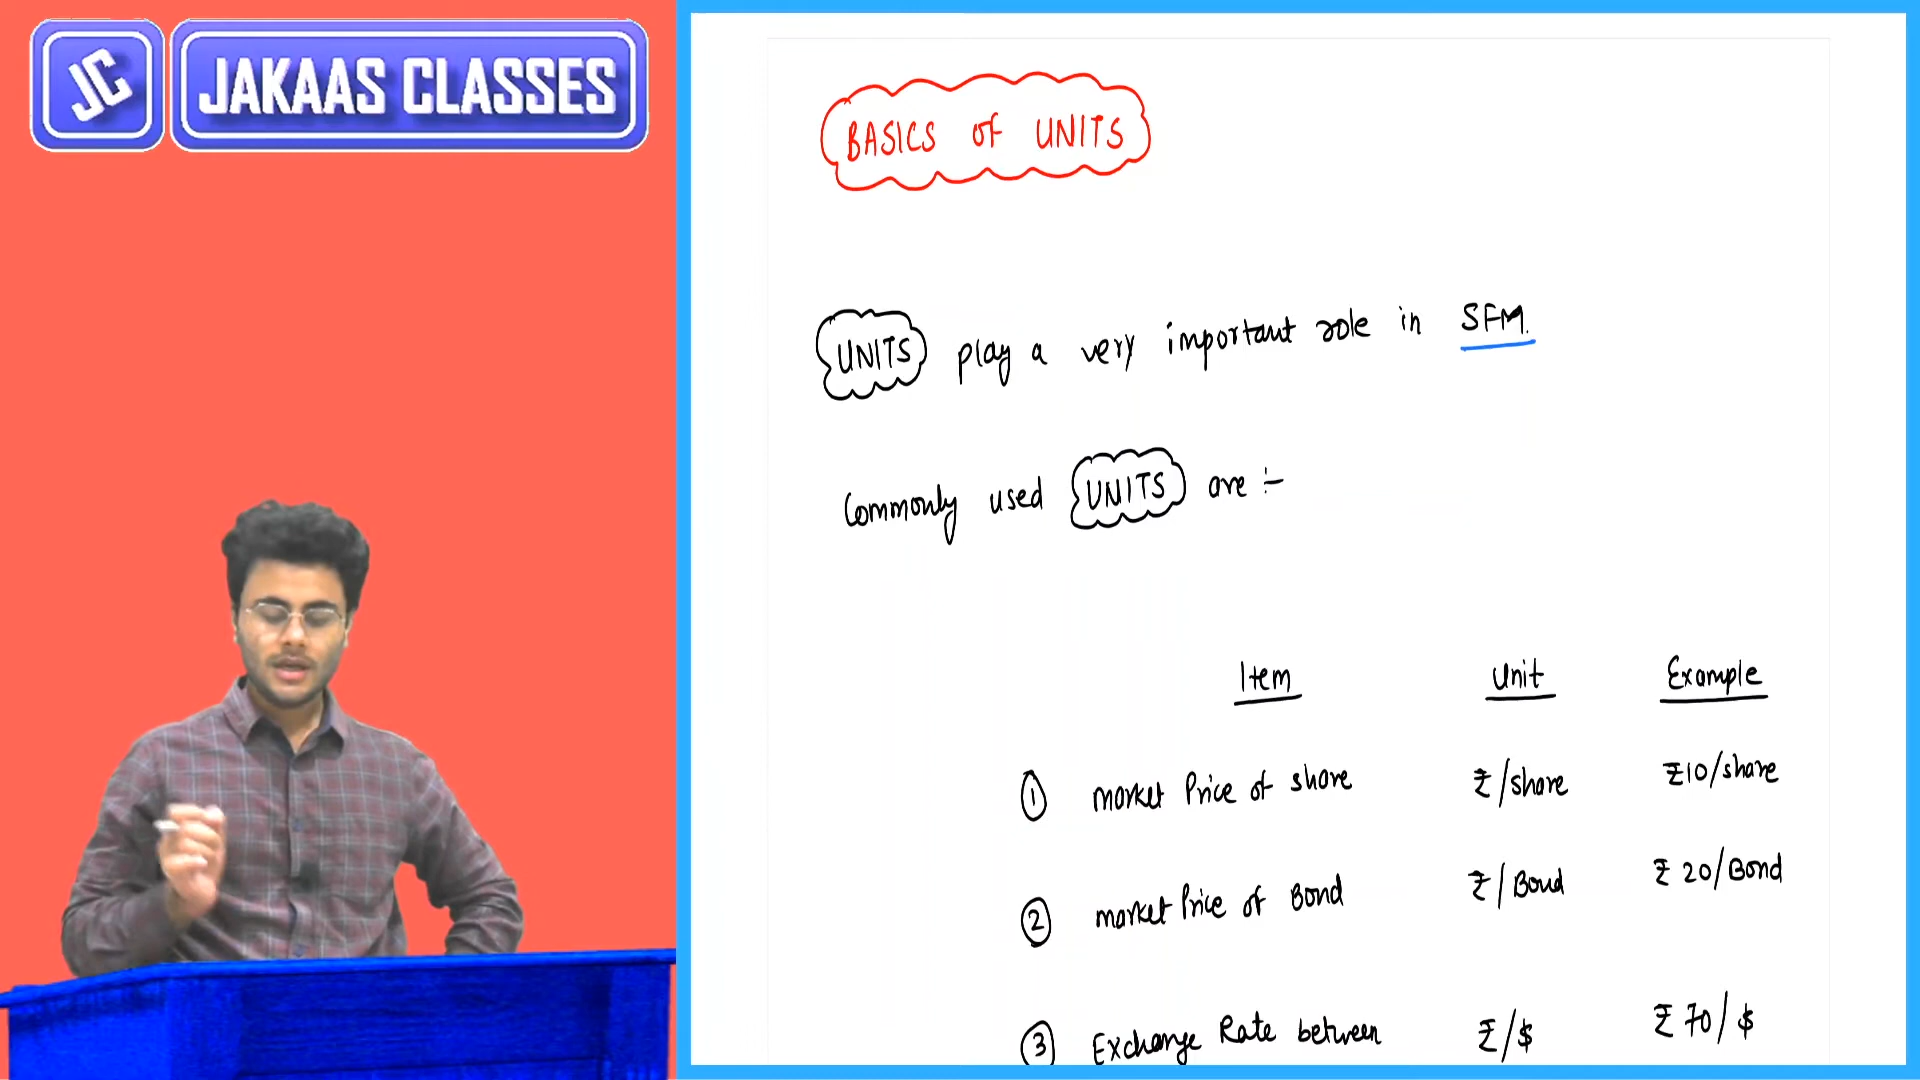 JC JAKAAS CLASSES
BASICS of UNITS
UNITS play a very important role in SFM.
Commonly used UNITS are :-
Item Unit Example
① Market Price of share ₹/share ₹10/share
② Market Price of Bond ₹/Bond ₹ 20/Bond
③ Exchange Rate between ₹/$ ₹ 70/$